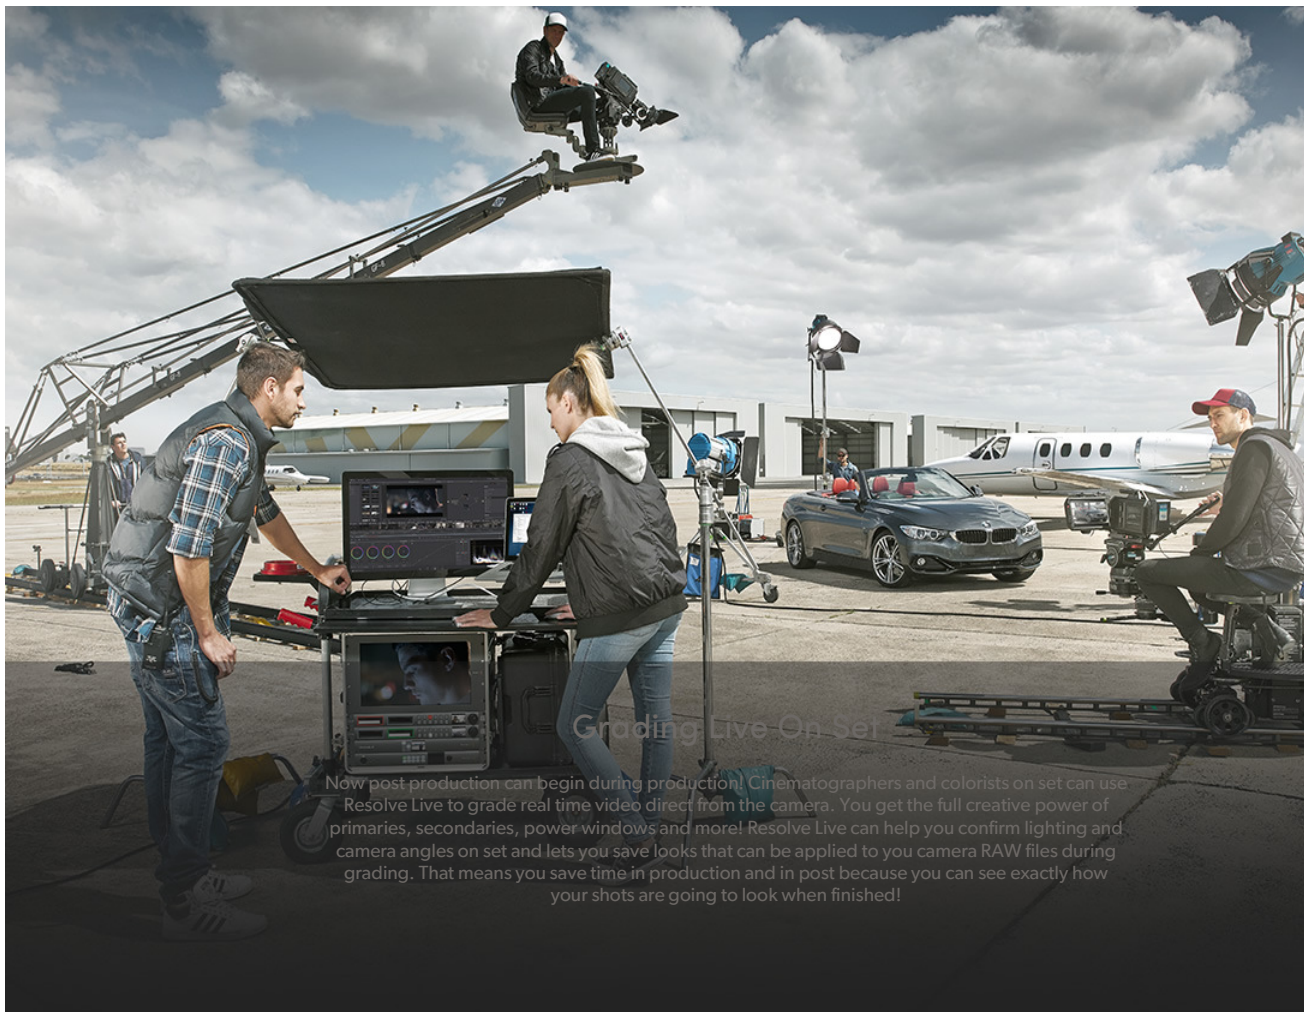 Grading Live On Set
Now post production can begin during production! Cinematographers and colorists on set can use
Resolve Live to grade real time video direct from the camera. You get the full creative power of
primaries, secondaries, power windows and more! Resolve Live can help you confirm lighting and
camera angles on set and lets you save looks that can be applied to you camera RAW files during
grading. That means you save time in production and in post because you can see exactly how
your shots are going to look when finished!